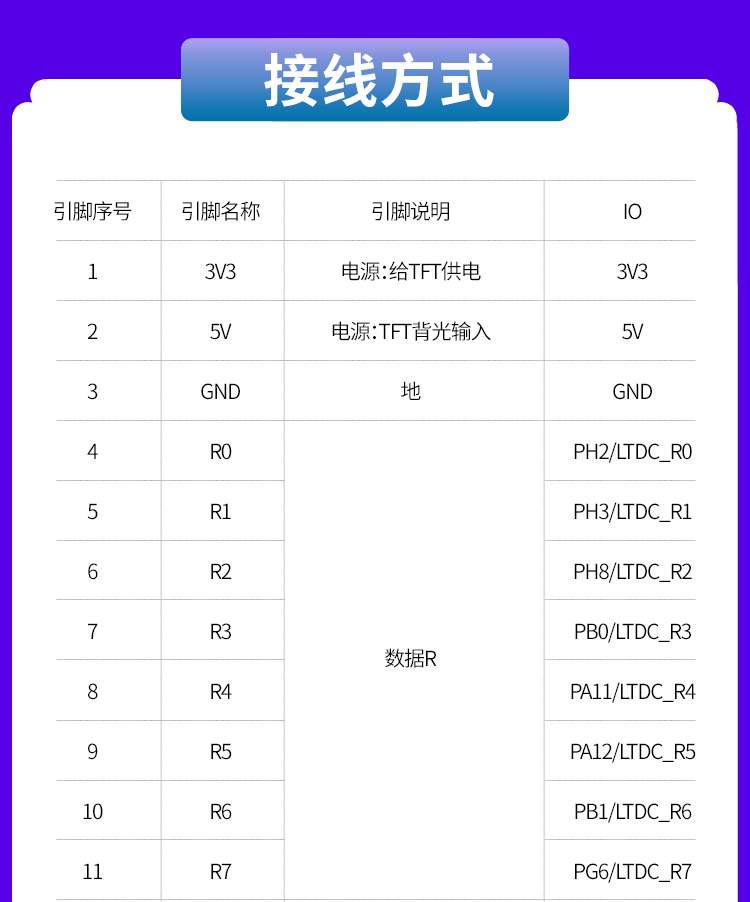 接线方式
引脚序号 引脚名称 引脚说明 IO
1 3V3 电源:给TFT供电 3V3
2 5V 电源:TFT背光输入 5V
3 GND 地 GND
4 R0 PH2/LTDC_R0
5 R1 PH3/LTDC_R1
6 R2 PH8/LTDC_R2
7 R3 PB0/LTDC_R3
数据R
8 R4 PA11/LTDC_R4
9 R5 PA12/LTDC_R5
10 R6 PB1/LTDC_R6
11 R7 PG6/LTDC_R7